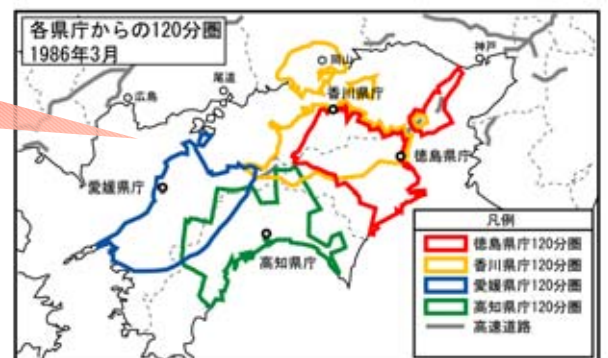 各県庁からの120分圏
1986年3月
岡山
神戸
広島
尾道
香川県庁
徳島県庁
愛媛県庁
高知県庁
凡例
徳島県庁120分圏
香川県庁120分圏
愛媛県庁120分圏
高知県庁120分圏
高速道路